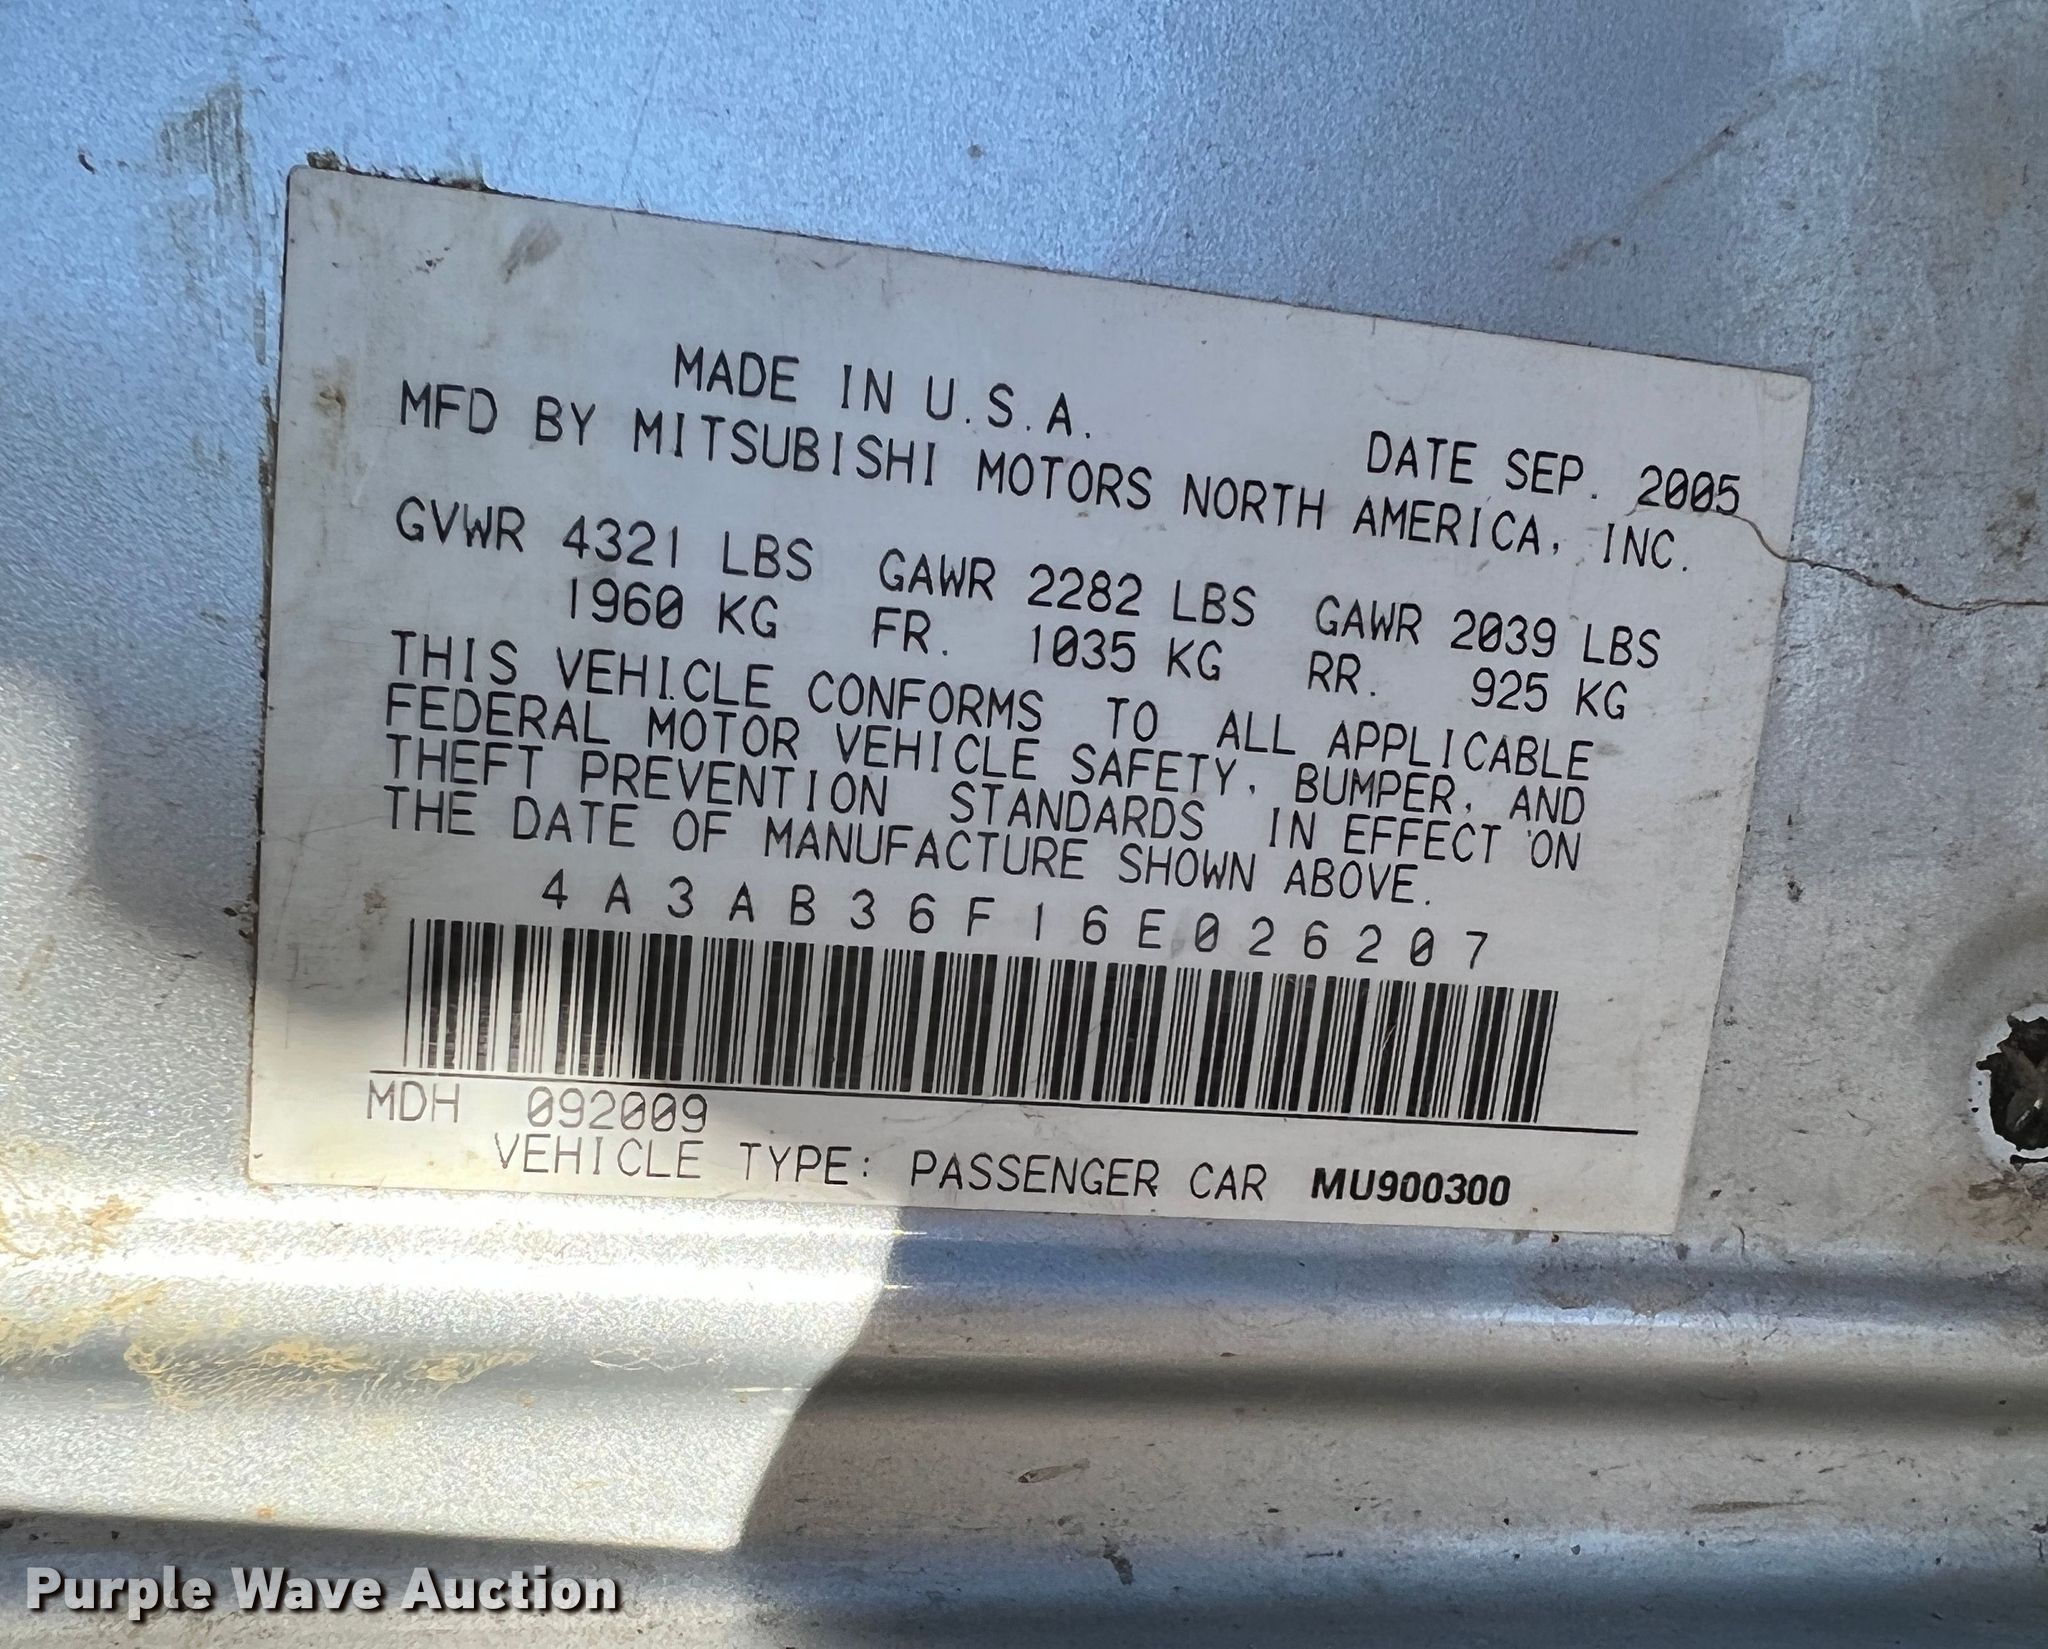 MADE IN U.S.A. DATE SEP. 2005
MFD BY MITSUBISHI MOTORS NORTH AMERICA, INC.
GVWR 4321 LBS GAWR 2282 LBS GAWR 2039 LBS
1960 KG FR. 1035 KG RR. 925 KG
THIS VEHICLE CONFORMS TO ALL APPLICABLE
FEDERAL MOTOR VEHICLE SAFETY, BUMPER, AND
THEFT PREVENTION STANDARDS IN EFFECT ON
THE DATE OF MANUFACTURE SHOWN ABOVE.
4A3AB36F16E026207
MDH 092009
VEHICLE TYPE: PASSENGER CAR MU900300
Purple Wave Auction